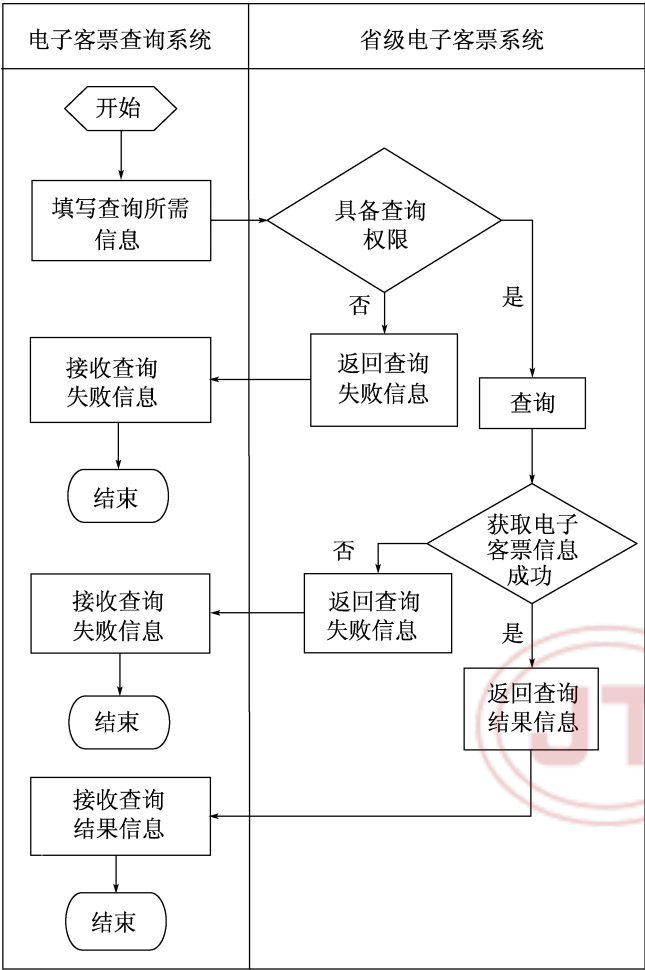 电子客票查询系统
省级电子客票系统
开始
填写查询所需
信息
具备查询
权限
否
是
接收查询
失败信息
返回查询
失败信息
查询
结束
获取电子
客票信息
成功
否
接收查询
失败信息
返回查询
失败信息
是
结束
返回查询
结果信息
JT
接收查询
结果信息
结束